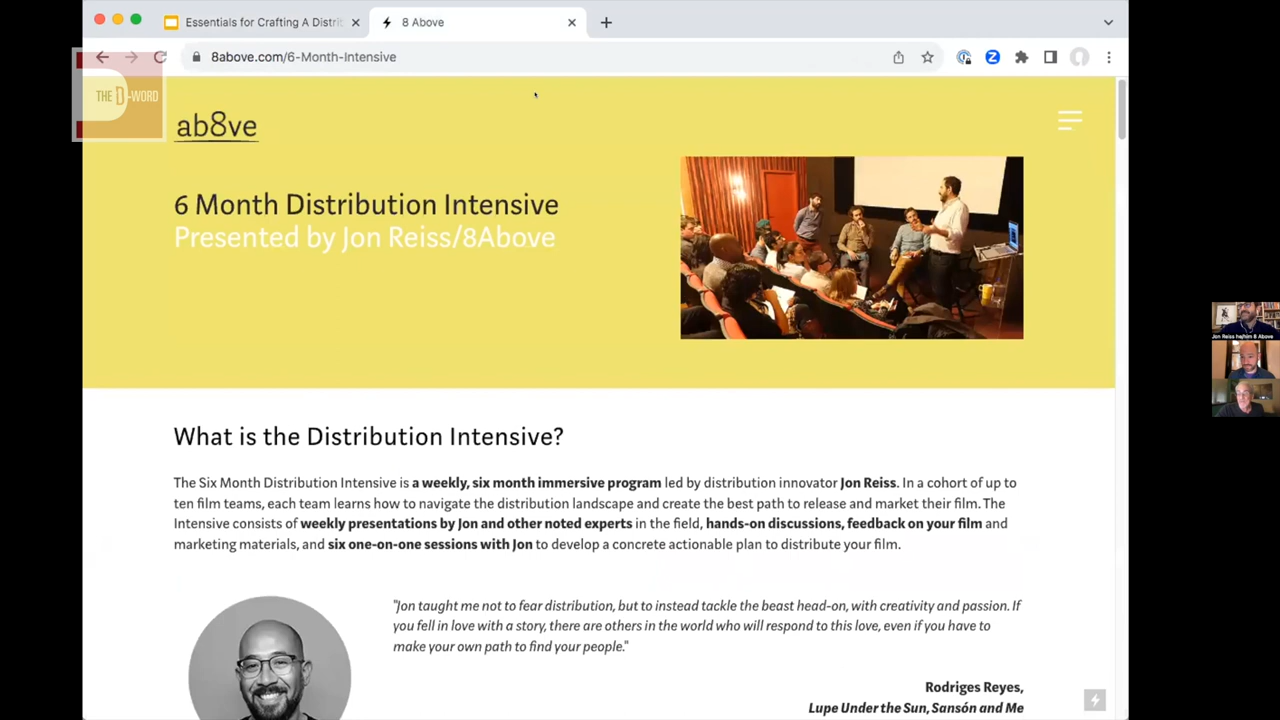 Essentials for Crafting A Distri
8 Above
8above.com/6-Month-Intensive
THE D-WORD
ab8ve
6 Month Distribution Intensive
Presented by Jon Reiss/8Above
What is the Distribution Intensive?
The Six Month Distribution Intensive is a weekly, six month immersive program led by distribution innovator Jon Reiss. In a cohort of up to
ten film teams, each team learns how to navigate the distribution landscape and create the best path to release and market their film. The
Intensive consists of weekly presentations by Jon and other noted experts in the field, hands-on discussions, feedback on your film and
marketing materials, and six one-on-one sessions with Jon to develop a concrete actionable plan to distribute your film.
"Jon taught me not to fear distribution, but to instead tackle the beast head-on, with creativity and passion. If
you fell in love with a story, there are others in the world who will respond to this love, even if you have to
make your own path to find your people."
Rodriges Reyes,
Lupe Under the Sun, Sansón and Me
Jon Reiss he/him 8 Above